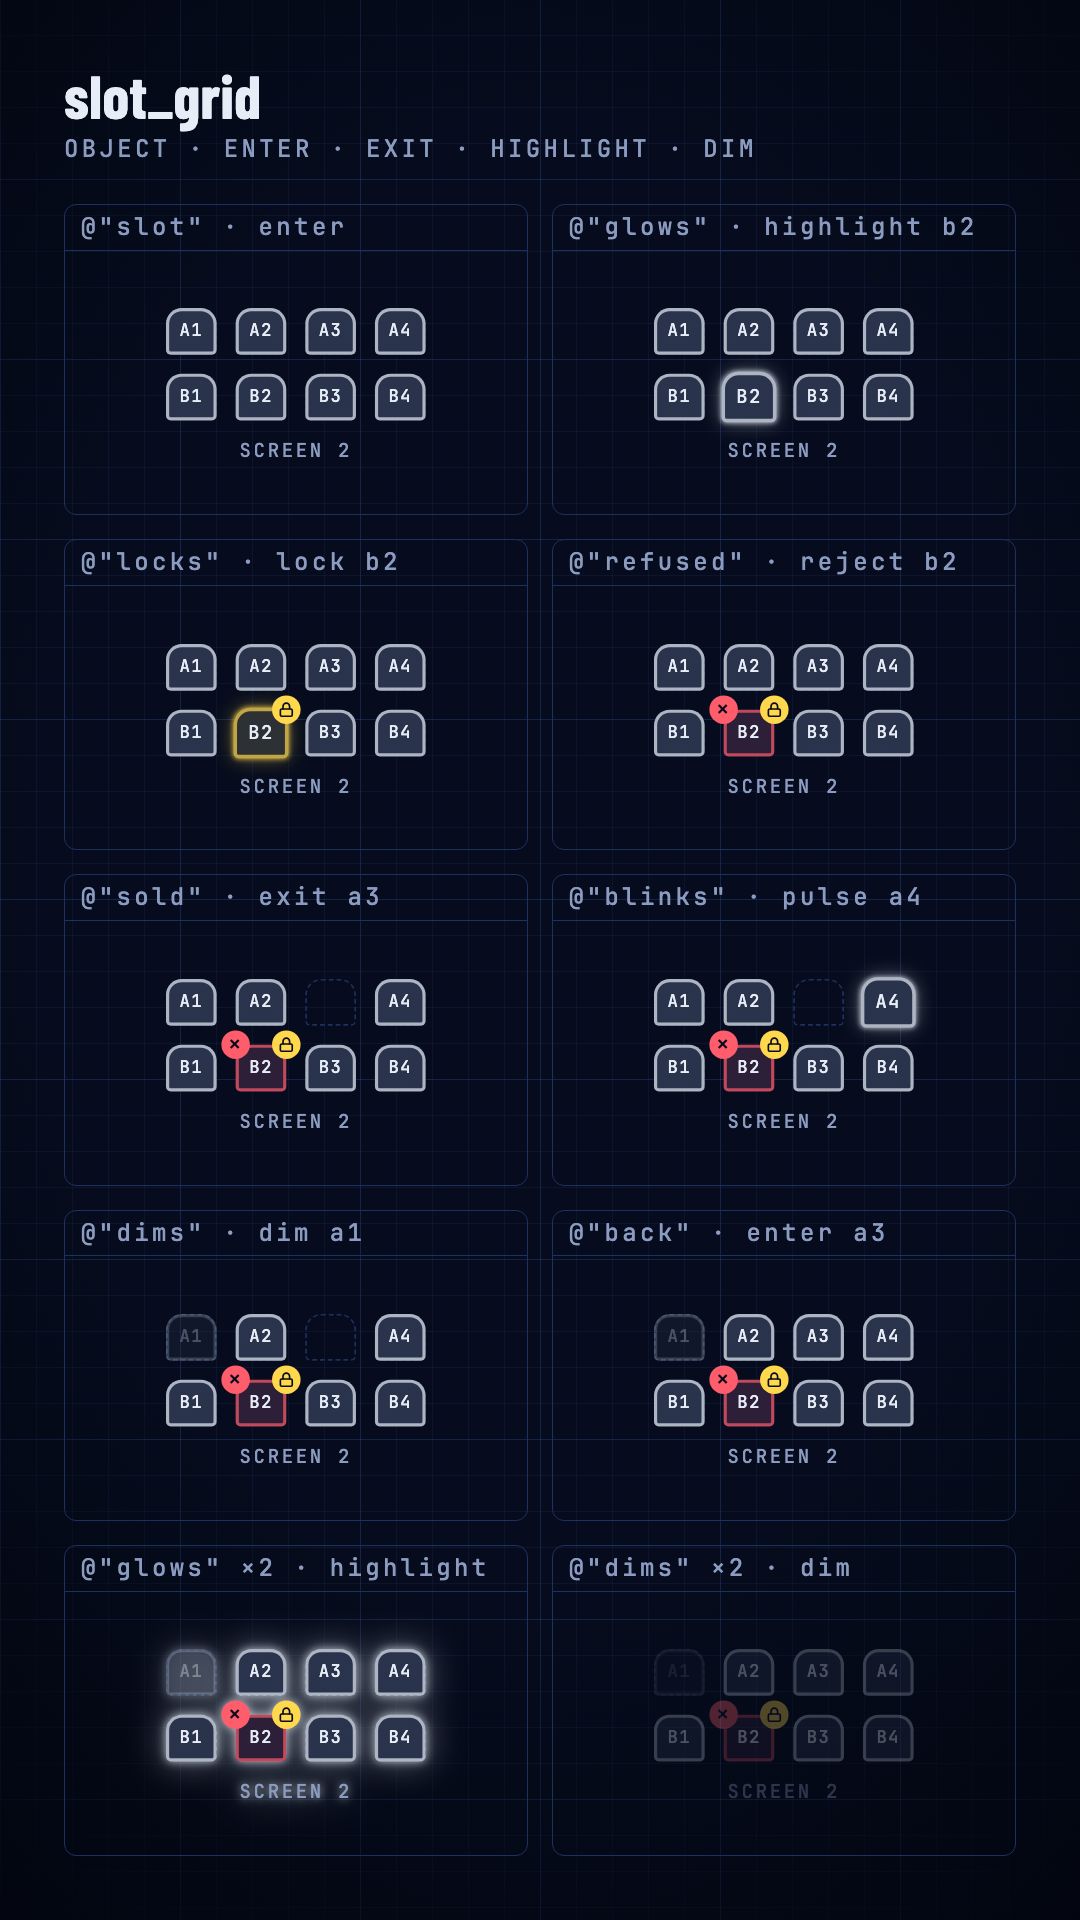 slot_grid
OBJECT · ENTER · EXIT · HIGHLIGHT · DIM
@"slot" · enter
A1 A2 A3 A4
B1 B2 B3 B4
SCREEN 2
@"glows" · highlight b2
A1 A2 A3 A4
B1 B2 B3 B4
SCREEN 2
@"locks" · lock b2
A1 A2 A3 A4
B1 B2 B3 B4
SCREEN 2
@"refused" · reject b2
A1 A2 A3 A4
× B1 B2 B3 B4
SCREEN 2
@"sold" · exit a3
A1 A2 A4
× B1 B2 B3 B4
SCREEN 2
@"blinks" · pulse a4
A1 A2 A4
× B1 B2 B3 B4
SCREEN 2
@"dims" · dim a1
A1 A2 A4
× B1 B2 B3 B4
SCREEN 2
@"back" · enter a3
A1 A2 A3 A4
× B1 B2 B3 B4
SCREEN 2
@"glows" ×2 · highlight
A1 A2 A3 A4
× B1 B2 B3 B4
SCREEN 2
@"dims" ×2 · dim
A1 A2 A3 A4
× B1 B2 B3 B4
SCREEN 2